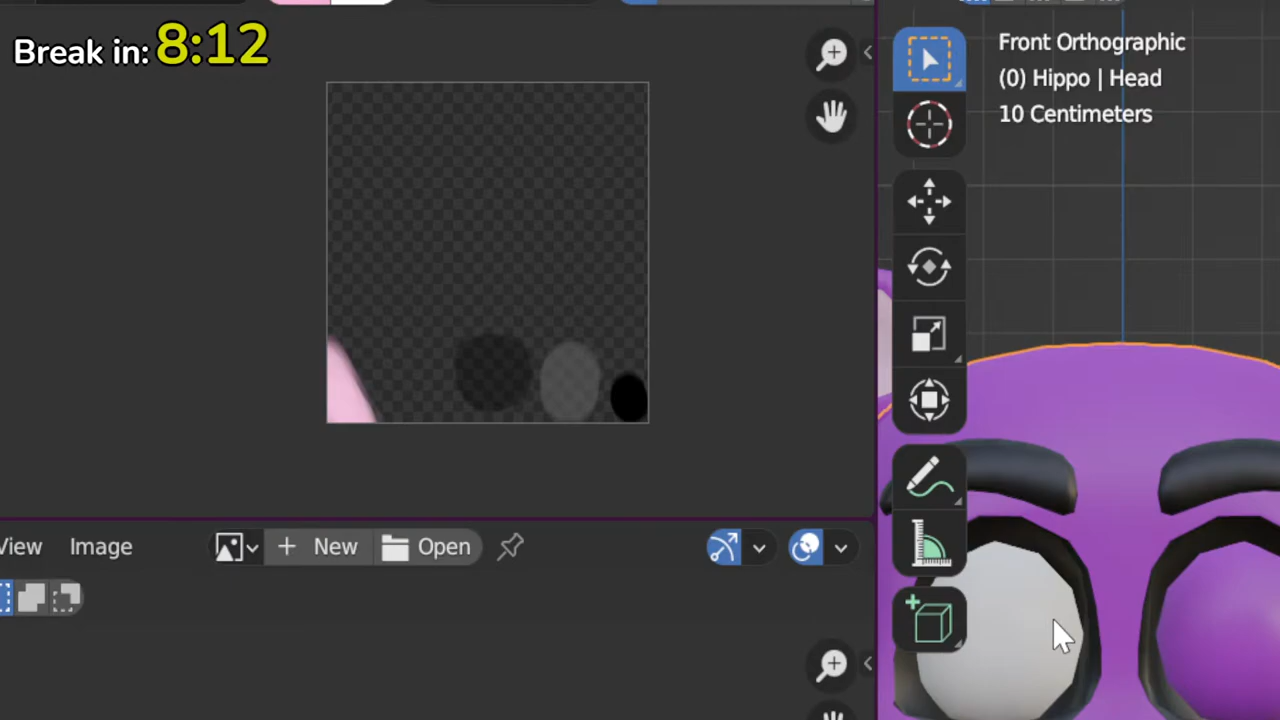 Break in: 8:12
Front Orthographic
(0) Hippo | Head
10 Centimeters
View Image
+ New Open